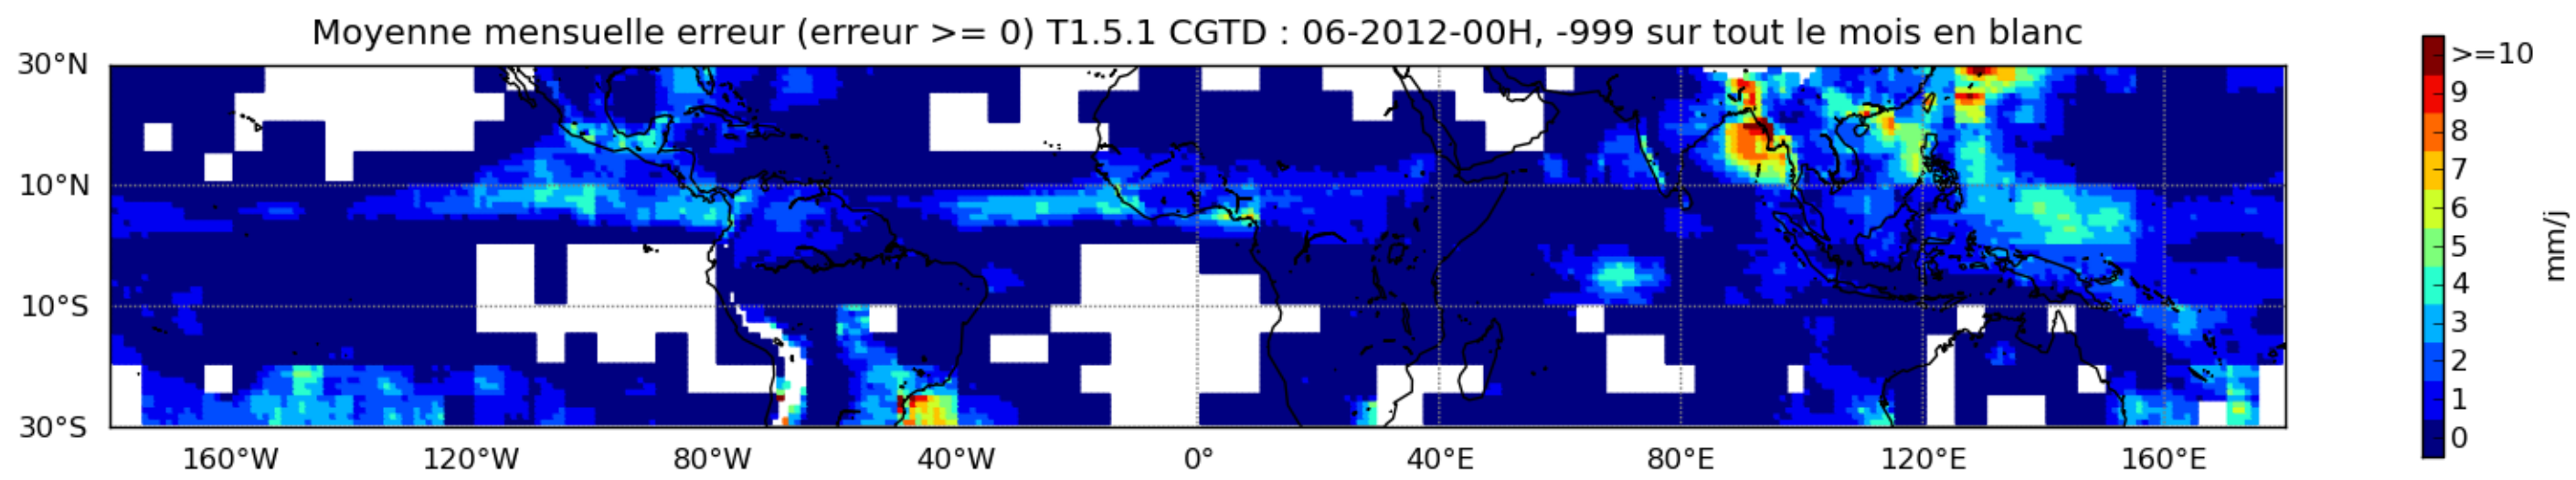 Moyenne mensuelle erreur (erreur >= 0) T1.5.1 CGTD : 06-2012-00H, -999 sur tout le mois en blanc
30°N
10°N
10°S
30°S
160°W 120°W 80°W 40°W 0° 40°E 80°E 120°E 160°E
>=10
9
8
7
6
5
4
3
2
1
0
mm/j